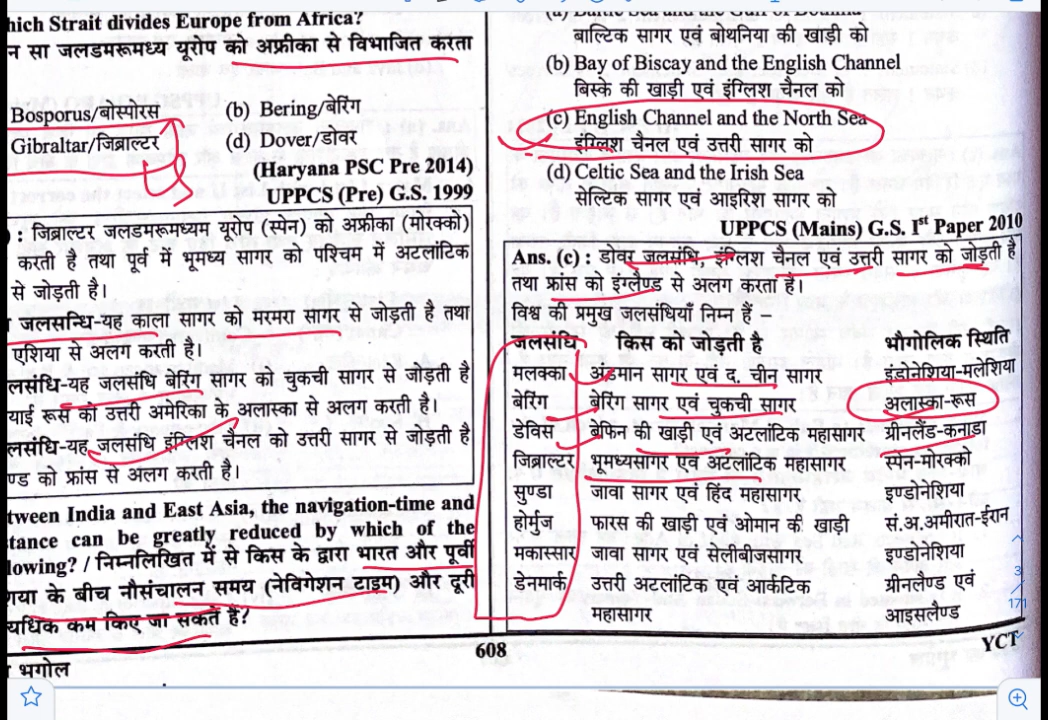 hich Strait divides Europe from Africa?
न सा जलडमरूमध्य यूरोप को अफ्रीका से विभाजित करता
Bosporus/बोस्पोरस (b) Bering/बेरिंग
Gibraltar/जिब्राल्टर (d) Dover/डोवर
(Haryana PSC Pre 2014)
UPPCS (Pre) G.S. 1999
: जिब्राल्टर जलडमरूमध्यम यूरोप (स्पेन) को अफ्रीका (मोरक्को)
करती है तथा पूर्व में भूमध्य सागर को पश्चिम में अटलांटिक
से जोड़ती है।
जलसन्धि-यह काला सागर को मरमरा सागर से जोड़ती है तथा
एशिया से अलग करती है।
लसंधि-यह जलसंधि बेरिंग सागर को चुकची सागर से जोड़ती है
याई रूस को उत्तरी अमेरिका के अलास्का से अलग करती है।
लसंधि-यह जलसंधि इंग्लिश चैनल को उत्तरी सागर से जोड़ती
ण्ड को फ्रांस से अलग करती है।
tween India and East Asia, the navigation-time and
stance can be greatly reduced by which of the
lowing? / निम्नलिखित में से किस के द्वारा भारत और पूर्वी
शया के बीच नौसंचालन समय (नेविगेशन टाइम) और दूरी
यधिक कम किए जा सकते हैं?
भूगोल
बाल्टिक सागर एवं बोथनिया की खाड़ी को
(b) Bay of Biscay and the English Channel
बिस्के की खाड़ी एवं इंग्लिश चैनल को
(c) English Channel and the North Sea
इंग्लिश चैनल एवं उत्तरी सागर को
(d) Celtic Sea and the Irish Sea
सेल्टिक सागर एवं आइरिश सागर को
UPPCS (Mains) G.S. Ist Paper 2010
Ans. (c) : डोवर जलसंधि, इंग्लिश चैनल एवं उत्तरी सागर को जोड़ती है
तथा फ्रांस को इंग्लैण्ड से अलग करता है।
विश्व की प्रमुख जलसंधियाँ निम्न हैं –
जलसंधि किस को जोड़ती है भौगोलिक स्थिति
मलक्का अंडमान सागर एवं द. चीन सागर इंडोनेशिया-मलेशिया
बेरिंग बेरिंग सागर एवं चुकची सागर अलास्का-रूस
डेविस बेफिन की खाड़ी एवं अटलांटिक महासागर ग्रीनलैंड-कनाडा
जिब्राल्टर भूमध्यसागर एवं अटलांटिक महासागर स्पेन-मोरक्को
सुण्डा जावा सागर एवं हिंद महासागर इण्डोनेशिया
होर्मुज फारस की खाड़ी एवं ओमान की खाड़ी सं.अ.अमीरात-ईरान
मकास्सार जावा सागर एवं सेलीबीजसागर इण्डोनेशिया
डेनमार्क उत्तरी अटलांटिक एवं आर्कटिक ग्रीनलैण्ड एवं
महासागर आइसलैण्ड
608
YCT
3
171